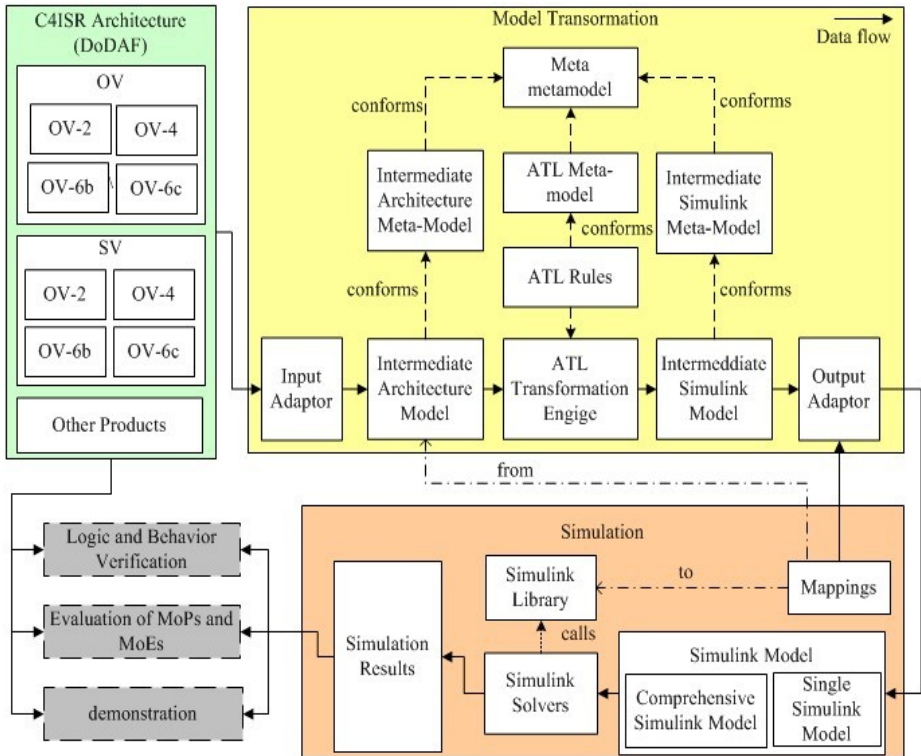 C4ISR Architecture
(DoDAF)
OV
OV-2
OV-4
OV-6b
OV-6c
SV
OV-2
OV-4
OV-6b
OV-6c
Other Products
Model Transormation
Data flow
Meta
metamodel
conforms
conforms
Intermediate
Architecture
Meta-Model
ATL Meta-
model
Intermediate
Simulink
Meta-Model
conforms
conforms
ATL Rules
conforms
Input
Adaptor
Intermediate
Architecture
Model
ATL
Transformation
Engige
Intermeddiate
Simulink
Model
Output
Adaptor
from
Logic and Behavior
Verification
Evaluation of MoPs and
MoEs
demonstration
Simulation
Simulink
Library
to
Mappings
calls
Simulation
Results
Simulink
Solvers
Simulink Model
Comprehensive
Simulink Model
Single
Simulink
Model